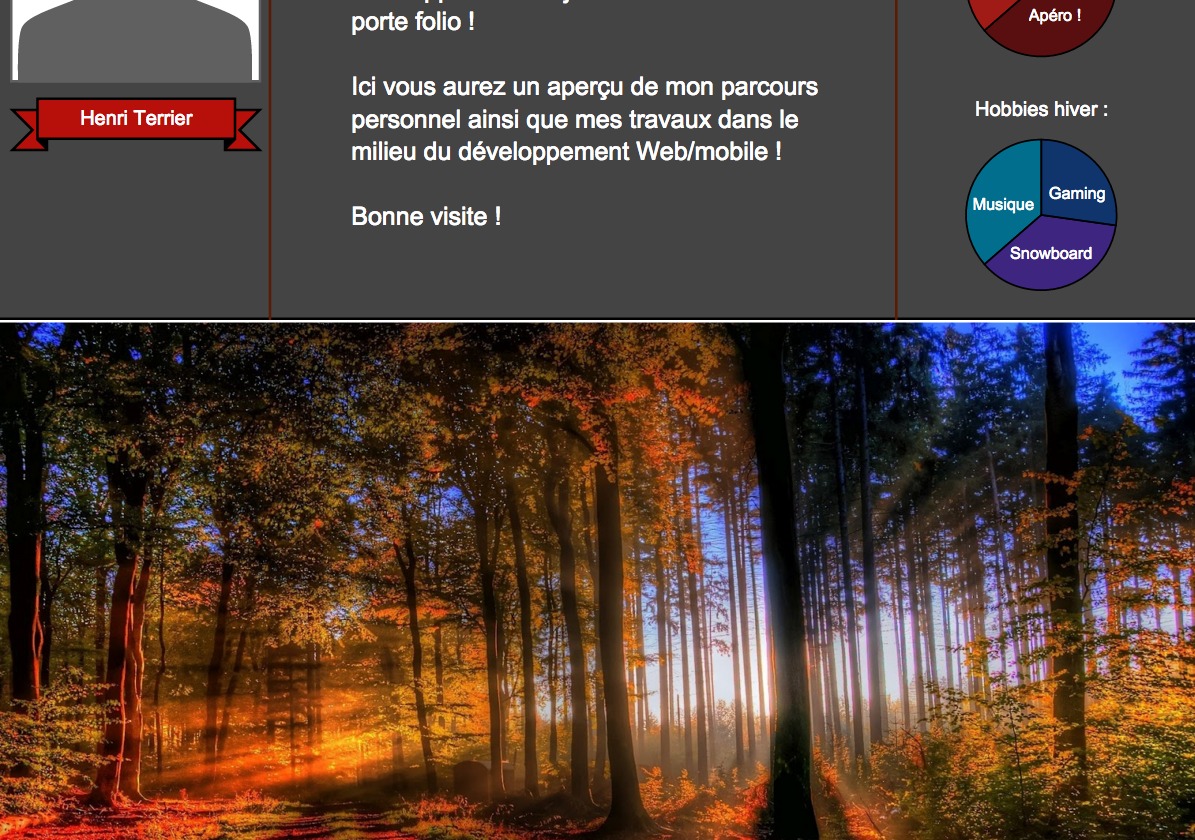 porte folio !
Ici vous aurez un aperçu de mon parcours
personnel ainsi que mes travaux dans le
milieu du développement Web/mobile !
Bonne visite !
Henri Terrier
Apéro !
Hobbies hiver :
Musique
Gaming
Snowboard